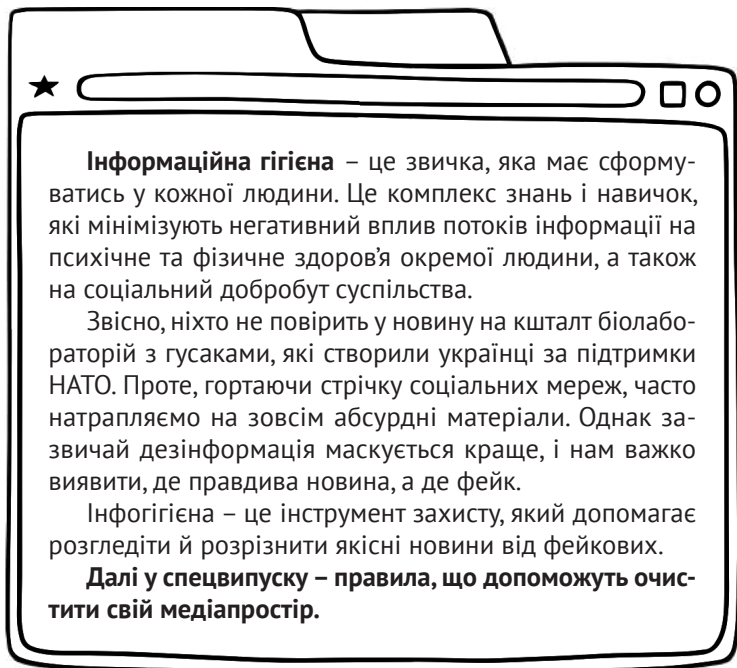 Інформаційна гігієна – це звичка, яка має сформу-
ватись у кожної людини. Це комплекс знань і навичок,
які мінімізують негативний вплив потоків інформації на
психічне та фізичне здоров'я окремої людини, а також
на соціальний добробут суспільства.
Звісно, ніхто не повірить у новину на кшталт біолабо-
раторій з гусаками, які створили українці за підтримки
НАТО. Проте, гортаючи стрічку соціальних мереж, часто
натрапляємо на зовсім абсурдні матеріали. Однак за-
звичай дезінформація маскується краще, і нам важко
виявити, де правдива новина, а де фейк.
Інфогігієна – це інструмент захисту, який допомагає
розгледіти й розрізнити якісні новини від фейкових.
Далі у спецвипуску – правила, що допоможуть очис-
тити свій медіапростір.